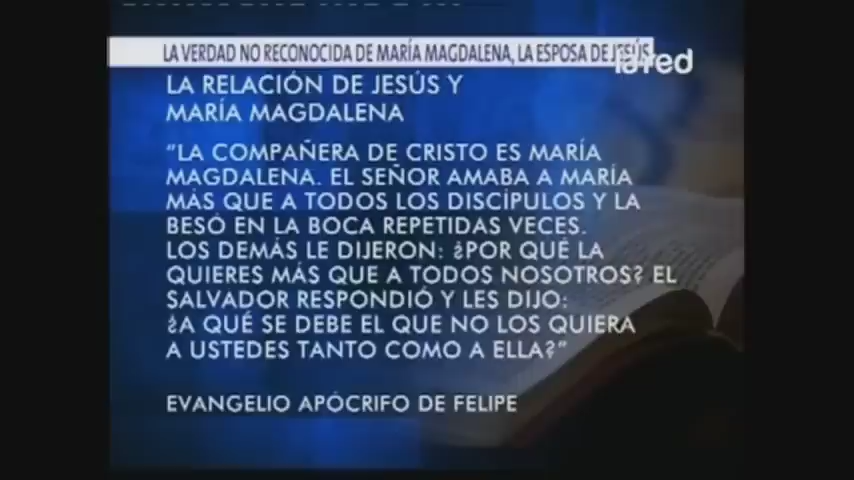 LA VERDAD NO RECONOCIDA DE MARÍA MAGDALENA, LA ESPOSA DE JESÚS
la red
LA RELACIÓN DE JESÚS Y
MARÍA MAGDALENA
"LA COMPAÑERA DE CRISTO ES MARÍA
MAGDALENA. EL SEÑOR AMABA A MARÍA
MÁS QUE A TODOS LOS DISCÍPULOS Y LA
BESÓ EN LA BOCA REPETIDAS VECES.
LOS DEMÁS LE DIJERON: ¿POR QUÉ LA
QUIERES MÁS QUE A TODOS NOSOTROS? EL
SALVADOR RESPONDIÓ Y LES DIJO:
¿A QUÉ SE DEBE EL QUE NO LOS QUIERA
A USTEDES TANTO COMO A ELLA?"
EVANGELIO APÓCRIFO DE FELIPE